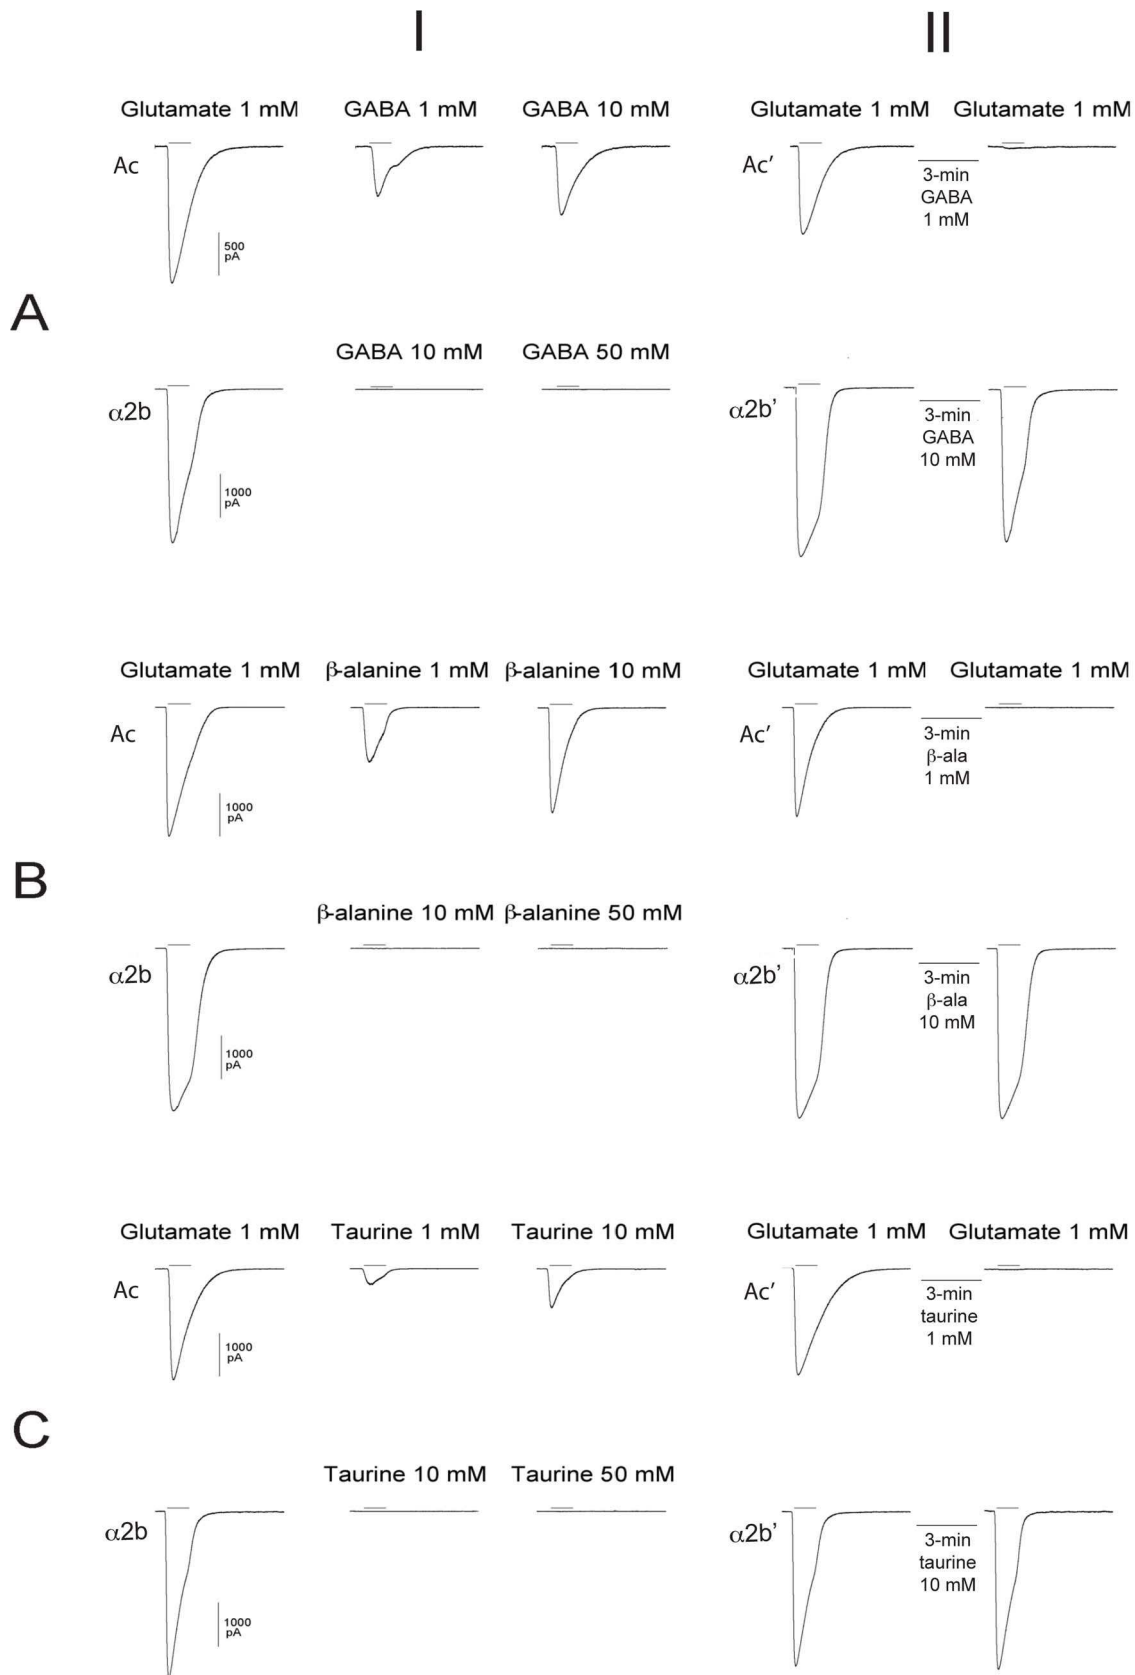 I II
Glutamate 1 mM GABA 1 mM GABA 10 mM Glutamate 1 mM Glutamate 1 mM
Ac Ac′
3-min
GABA
1 mM
500
pA
A
GABA 10 mM GABA 50 mM
α2b α2b’
3-min
GABA
10 mM
1000
pA
Glutamate 1 mM β-alanine 1 mM β-alanine 10 mM Glutamate 1 mM Glutamate 1 mM
Ac Ac′
3-min
β-ala
1 mM
1000
pA
B
β-alanine 10 mM β-alanine 50 mM
α2b α2b’
3-min
β-ala
10 mM
1000
pA
Glutamate 1 mM Taurine 1 mM Taurine 10 mM Glutamate 1 mM Glutamate 1 mM
Ac Ac′
3-min
taurine
1 mM
1000
pA
C
Taurine 10 mM Taurine 50 mM
α2b α2b’
3-min
taurine
10 mM
1000
pA